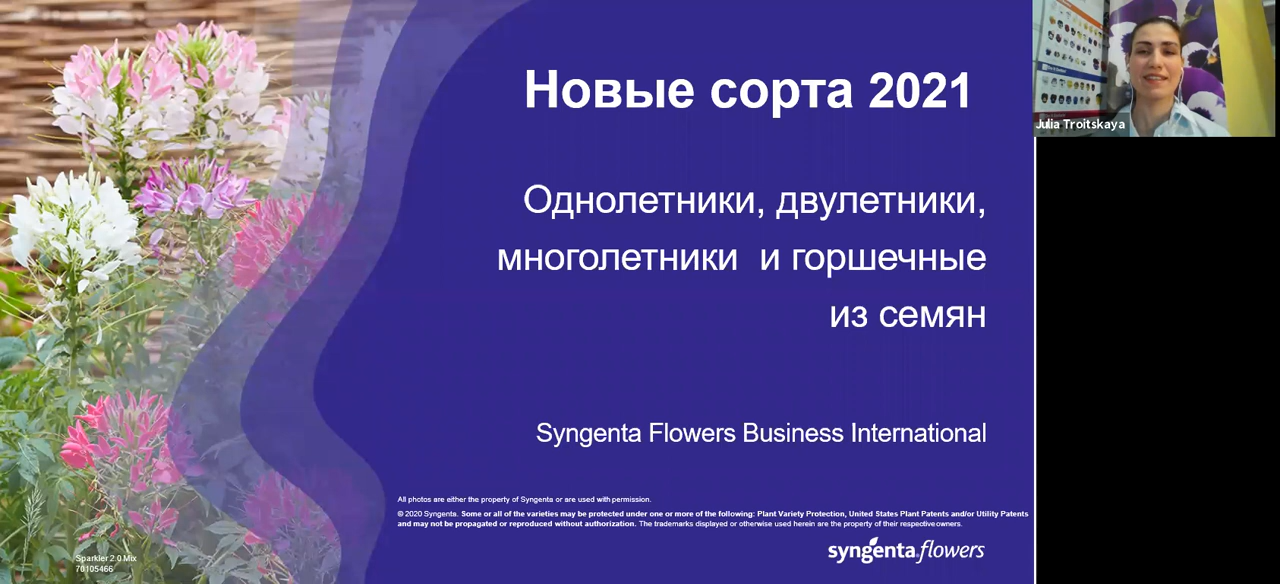 Новые сорта 2021
Julia Troitskaya
Однолетники, двулетники,
многолетники и горшечные
из семян
Syngenta Flowers Business International
All photos are either the property of Syngenta or are used with permission.
© 2020 Syngenta. Some or all of the varieties may be protected under one or more of the following: Plant Variety Protection, United States Plant Patents and/or Utility Patents
and may not be propagated or reproduced without authorization. The trademarks displayed or otherwise used herein are the property of their respective owners.
syngenta flowers
Sparkler 2.0 Mix
70105466